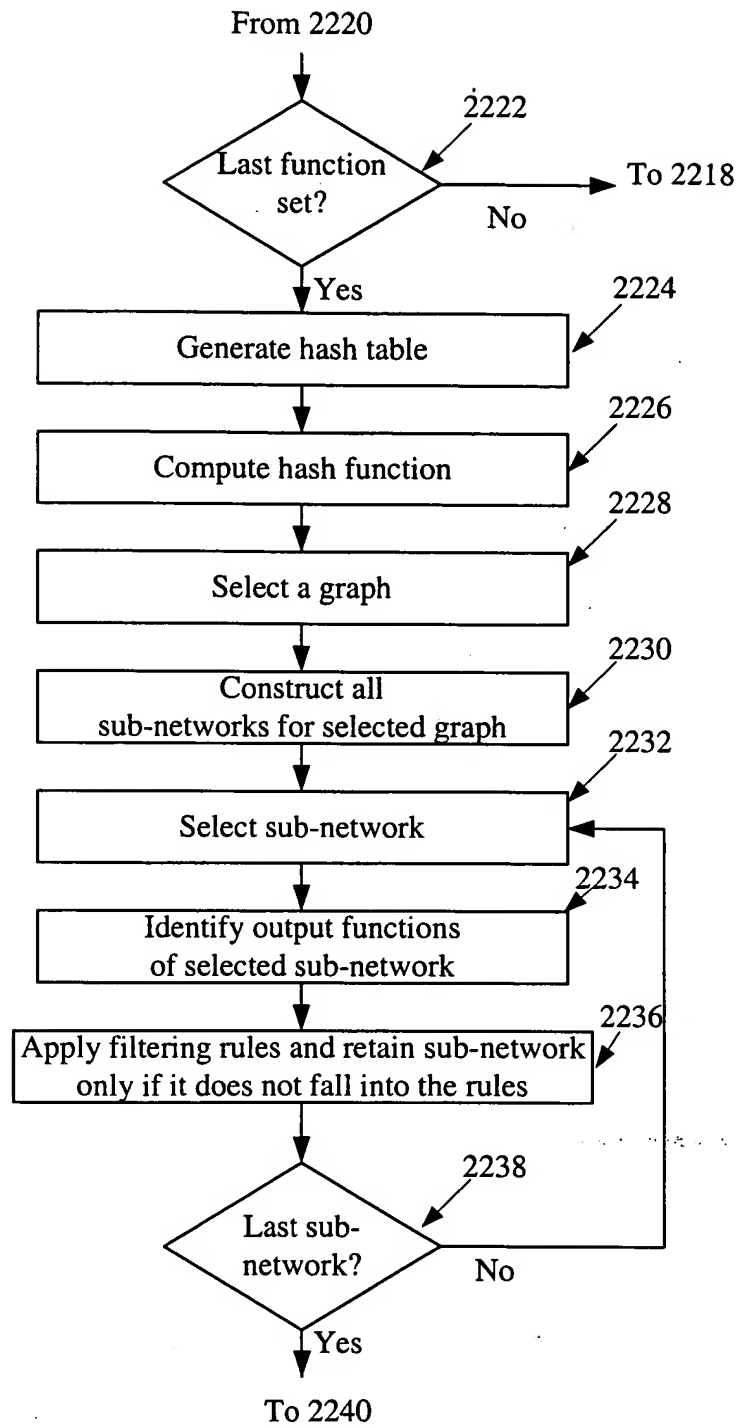 From 2220
2222
Last function
set?
To 2218
No
Yes
2224
Generate hash table
2226
Compute hash function
2228
Select a graph
2230
Construct all
sub-networks for selected graph
2232
Select sub-network
2234
Identify output functions
of selected sub-network
2236
Apply filtering rules and retain sub-network
only if it does not fall into the rules
2238
Last sub-
network?
No
Yes
To 2240